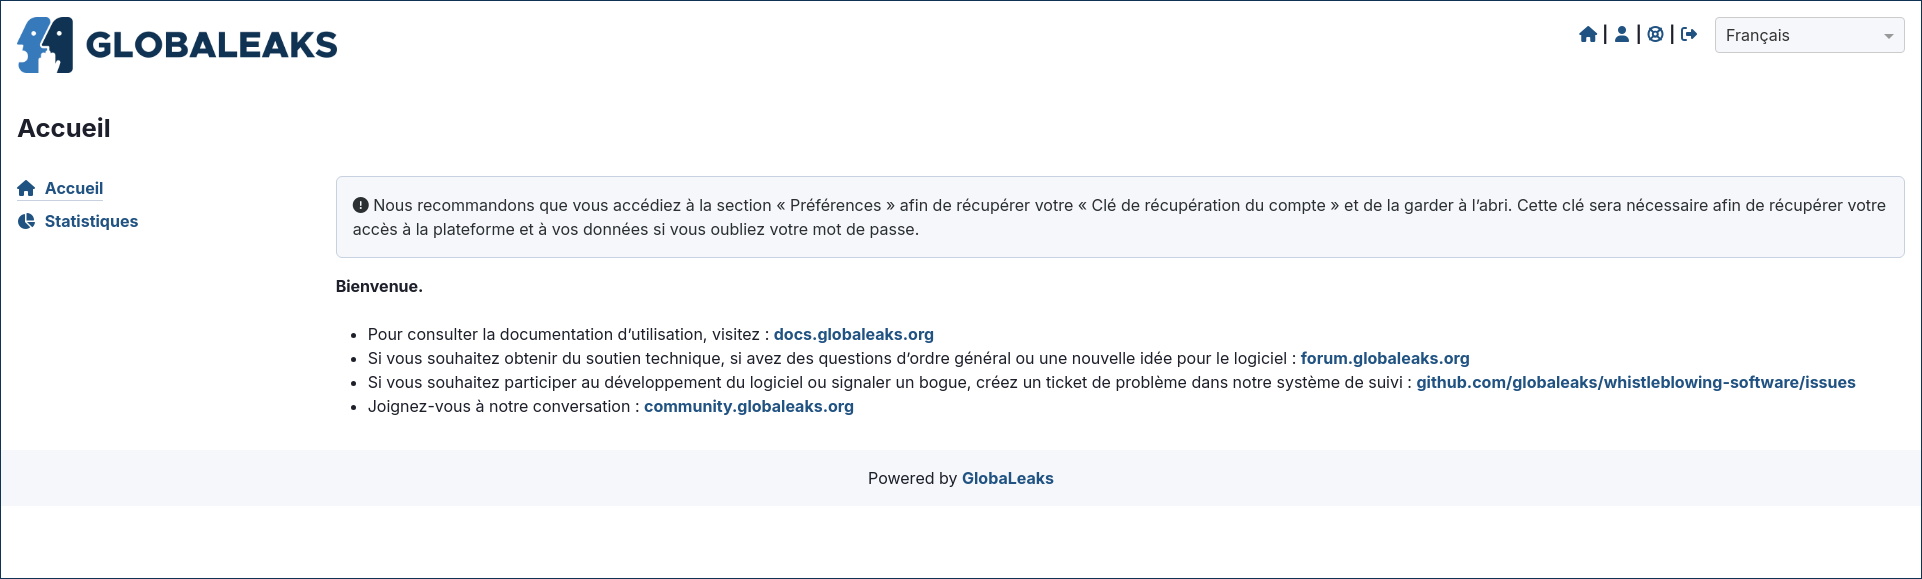 GLOBALEAKS
| | |
Français
Accueil
Accueil
Statistiques
Nous recommandons que vous accédiez à la section « Préférences » afin de récupérer votre « Clé de récupération du compte » et de la garder à l’abri. Cette clé sera nécessaire afin de récupérer votre
accès à la plateforme et à vos données si vous oubliez votre mot de passe.
Bienvenue.
• Pour consulter la documentation d’utilisation, visitez : docs.globaleaks.org
• Si vous souhaitez obtenir du soutien technique, si avez des questions d’ordre général ou une nouvelle idée pour le logiciel : forum.globaleaks.org
• Si vous souhaitez participer au développement du logiciel ou signaler un bogue, créez un ticket de problème dans notre système de suivi : github.com/globaleaks/whistleblowing-software/issues
• Joignez-vous à notre conversation : community.globaleaks.org
Powered by GlobaLeaks